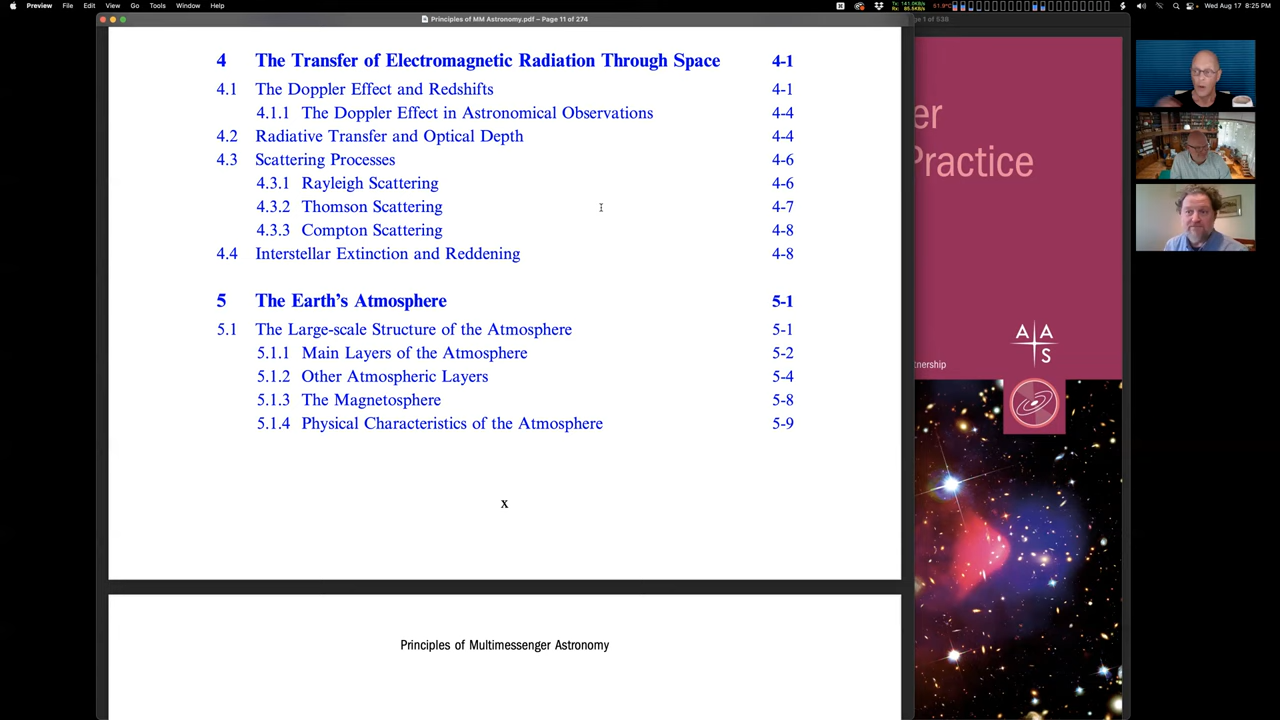 Preview File Edit View Go Tools Window Help
Wed Aug 17 8:25 PM
Principles of MM Astronomy.pdf – Page 11 of 274
ge 1 of 538
4 The Transfer of Electromagnetic Radiation Through Space 4-1
4.1 The Doppler Effect and Redshifts 4-1
4.1.1 The Doppler Effect in Astronomical Observations 4-4
4.2 Radiative Transfer and Optical Depth 4-4
4.3 Scattering Processes 4-6
4.3.1 Rayleigh Scattering 4-6
4.3.2 Thomson Scattering 4-7
4.3.3 Compton Scattering 4-8
4.4 Interstellar Extinction and Reddening 4-8
5 The Earth's Atmosphere 5-1
5.1 The Large-scale Structure of the Atmosphere 5-1
5.1.1 Main Layers of the Atmosphere 5-2
5.1.2 Other Atmospheric Layers 5-4
5.1.3 The Magnetosphere 5-8
5.1.4 Physical Characteristics of the Atmosphere 5-9
x
Principles of Multimessenger Astronomy
er
Practice
AAS
tnership